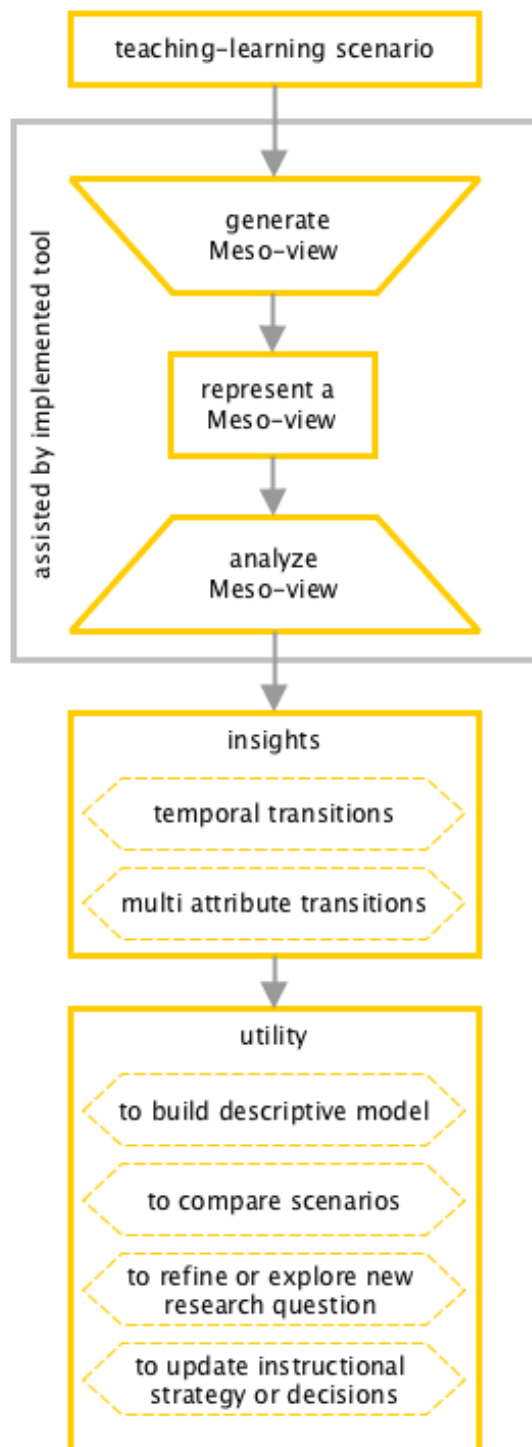 teaching-learning scenario
assisted by implemented tool
generate
Meso-view
represent a
Meso-view
analyze
Meso-view
insights
temporal transitions
multi attribute transitions
utility
to build descriptive model
to compare scenarios
to refine or explore new
research question
to update instructional
strategy or decisions